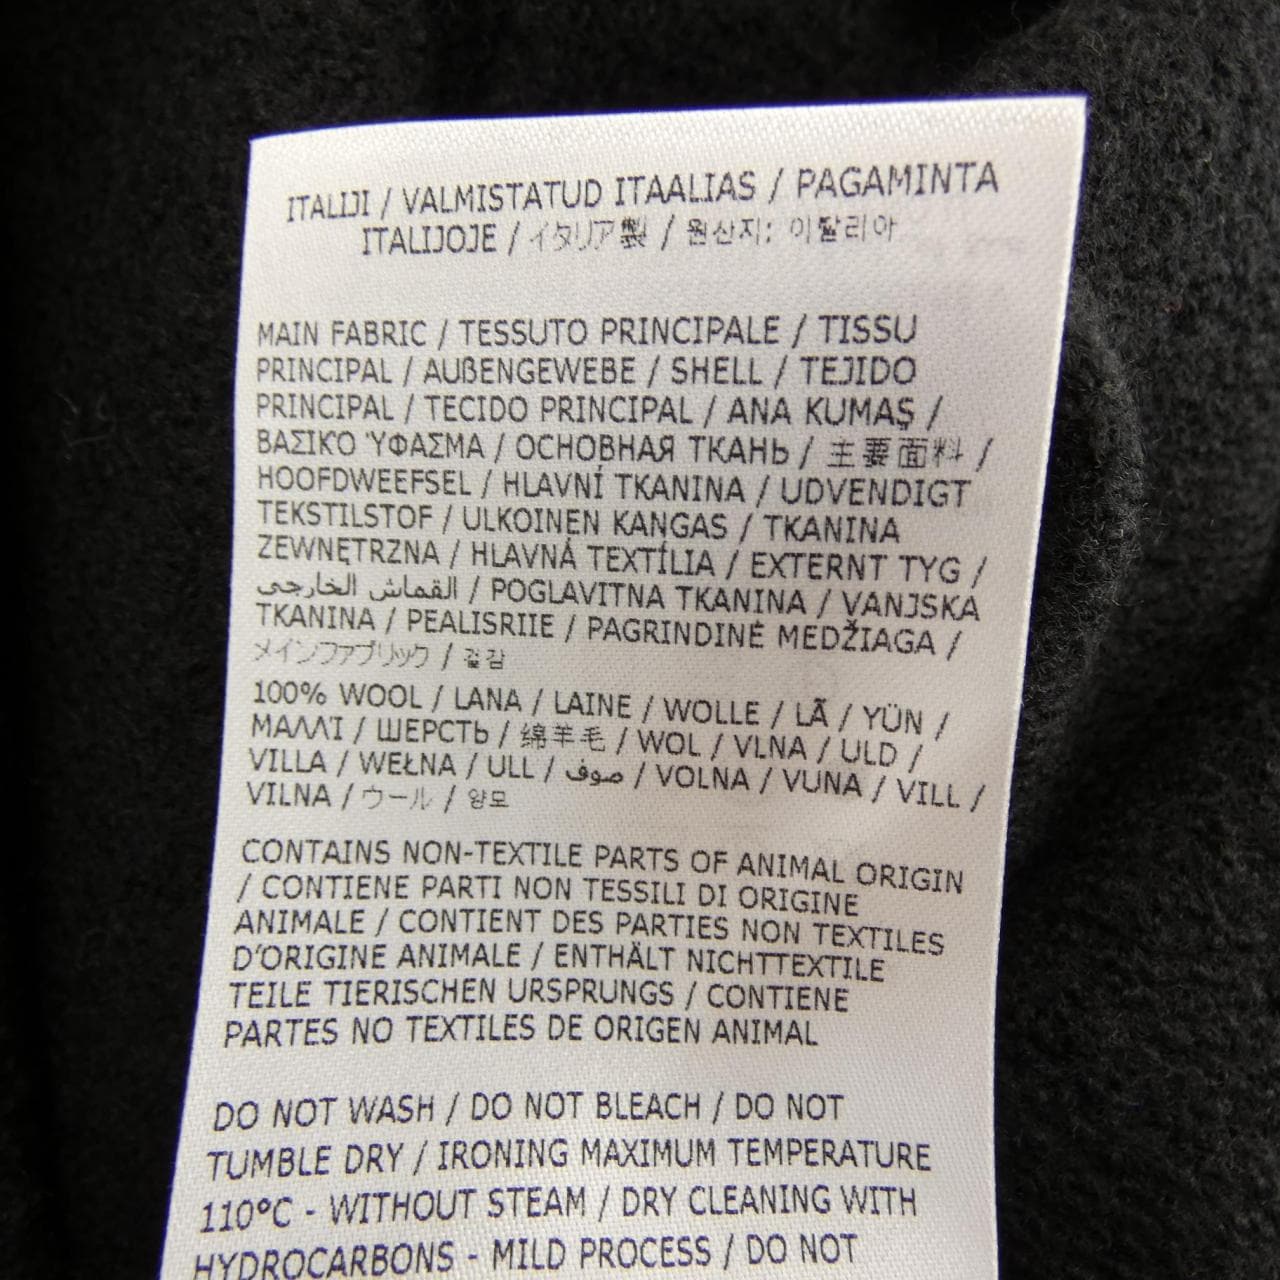 ITALIJI / VALMISTATUD ITAALIAS / PAGAMINTA
ITALIJOJE / イタリア製 / 원산지: 이탈리아
MAIN FABRIC / TESSUTO PRINCIPALE / TISSU
PRINCIPAL / AUßENGEWEBE / SHELL / TEJIDO
PRINCIPAL / TECIDO PRINCIPAL / ANA KUMAŞ /
ΒΑΣΙΚΌ ΎΦΑΣΜΑ / ОСНОВНАЯ ТКАНЬ / 主要面料 /
HOOFDWEEFSEL / HLAVNÍ TKANINA / UDVENDIGT
TEKSTILSTOF / ULKOINEN KANGAS / TKANINA
ZEWNĘTRZNA / HLAVNÁ TEXTÍLIA / EXTERNT TYG /
القماش الخارجى / POGLAVITNA TKANINA / VANJSKA
TKANINA / PEALISRIIE / PAGRINDINĖ MEDŽIAGA /
メインファブリック / 겉감
100% WOOL / LANA / LAINE / WOLLE / LÃ / YÜN /
ΜΑΛΛΊ / ШЕРСТЬ / 绵羊毛 / WOL / VLNA / ULD /
VILLA / WEŁNA / ULL / صوف / VOLNA / VUNA / VILL /
VILNA / ウール / 양모
CONTAINS NON-TEXTILE PARTS OF ANIMAL ORIGIN
/ CONTIENE PARTI NON TESSILI DI ORIGINE
ANIMALE / CONTIENT DES PARTIES NON TEXTILES
D'ORIGINE ANIMALE / ENTHÄLT NICHTTEXTILE
TEILE TIERISCHEN URSPRUNGS / CONTIENE
PARTES NO TEXTILES DE ORIGEN ANIMAL
DO NOT WASH / DO NOT BLEACH / DO NOT
TUMBLE DRY / IRONING MAXIMUM TEMPERATURE
110°C - WITHOUT STEAM / DRY CLEANING WITH
HYDROCARBONS - MILD PROCESS / DO NOT